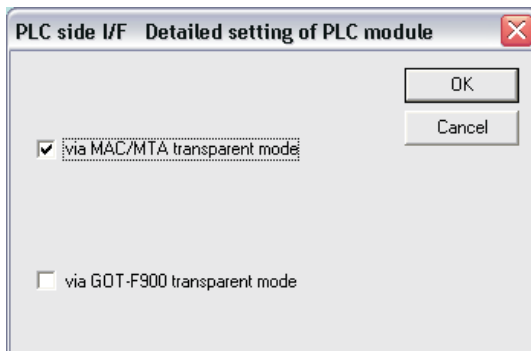 PLC side I/F Detailed setting of PLC module
OK
Cancel
via MAC/MTA transparent mode
via GOT-F900 transparent mode